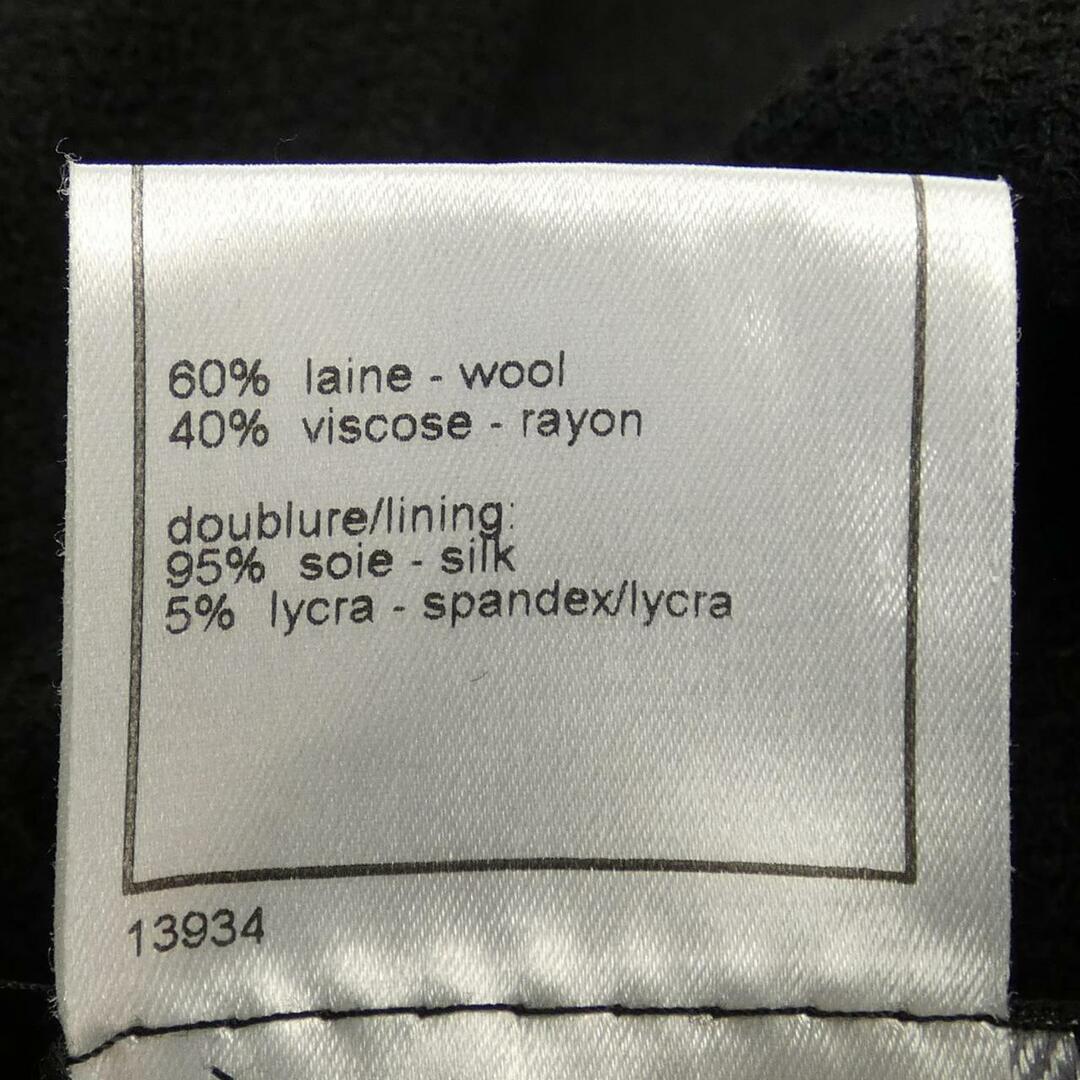 60% laine - wool
40% viscose - rayon
doublure/lining:
95% soie - silk
5% lycra - spandex/lycra
13934